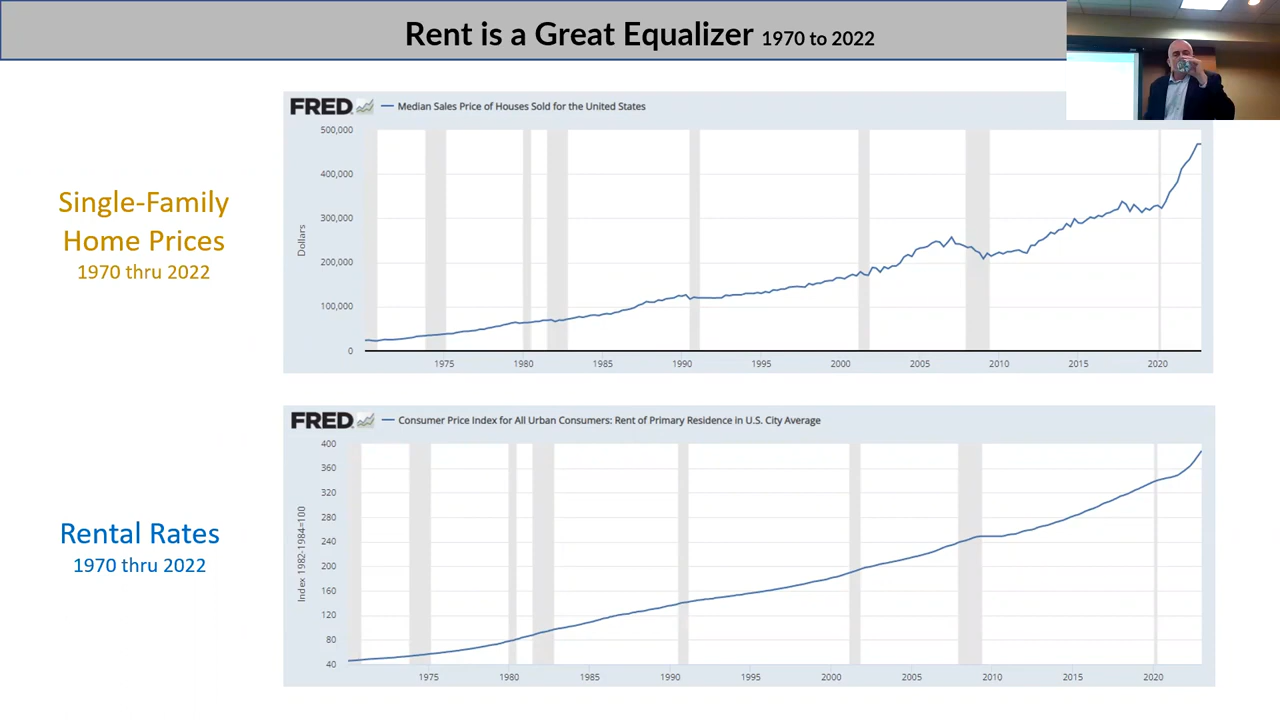 Rent is a Great Equalizer 1970 to 2022
Single-Family
Home Prices
1970 thru 2022
FRED
Median Sales Price of Houses Sold for the United States
500,000
400,000
300,000
200,000
100,000
0
Dollars
1975 1980 1985 1990 1995 2000 2005 2010 2015 2020
Rental Rates
1970 thru 2022
FRED
Consumer Price Index for All Urban Consumers: Rent of Primary Residence in U.S. City Average
400
360
320
280
240
200
160
120
80
40
Index 1982-1984=100
1975 1980 1985 1990 1995 2000 2005 2010 2015 2020